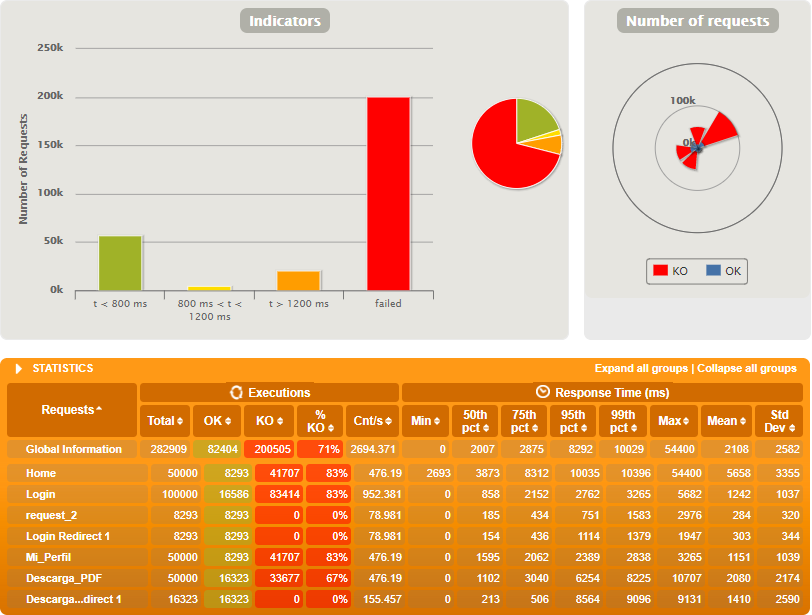 Indicators
250k
200k
150k
100k
50k
0k
Number of Requests
t < 800 ms
800 ms < t <
1200 ms
t > 1200 ms
failed
Number of requests
100k
0k
KO OK
STATISTICS
Expand all groups | Collapse all groups
Executions
Response Time (ms)
Requests
Total OK KO % KO Cnt/s Min 50th pct 75th pct 95th pct 99th pct Max Mean Std Dev
Global Information 282909 82404 200505 71% 2694.371 0 2007 2875 8292 10029 54400 2108 2582
Home 50000 8293 41707 83% 476.19 2693 3873 8312 10035 10396 54400 5658 3355
Login 100000 16586 83414 83% 952.381 0 858 2152 2762 3265 5682 1242 1037
request_2 8293 8293 0 0% 78.981 0 185 434 751 1583 2976 284 320
Login Redirect 1 8293 8293 0 0% 78.981 0 154 436 1114 1379 1947 303 344
Mi_Perfil 50000 8293 41707 83% 476.19 0 1595 2062 2389 2838 3265 1151 1039
Descarga_PDF 50000 16323 33677 67% 476.19 0 1102 3040 6254 8225 10707 2080 2174
Descarga...direct 1 16323 16323 0 0% 155.457 0 213 506 8564 9096 9131 1410 2590